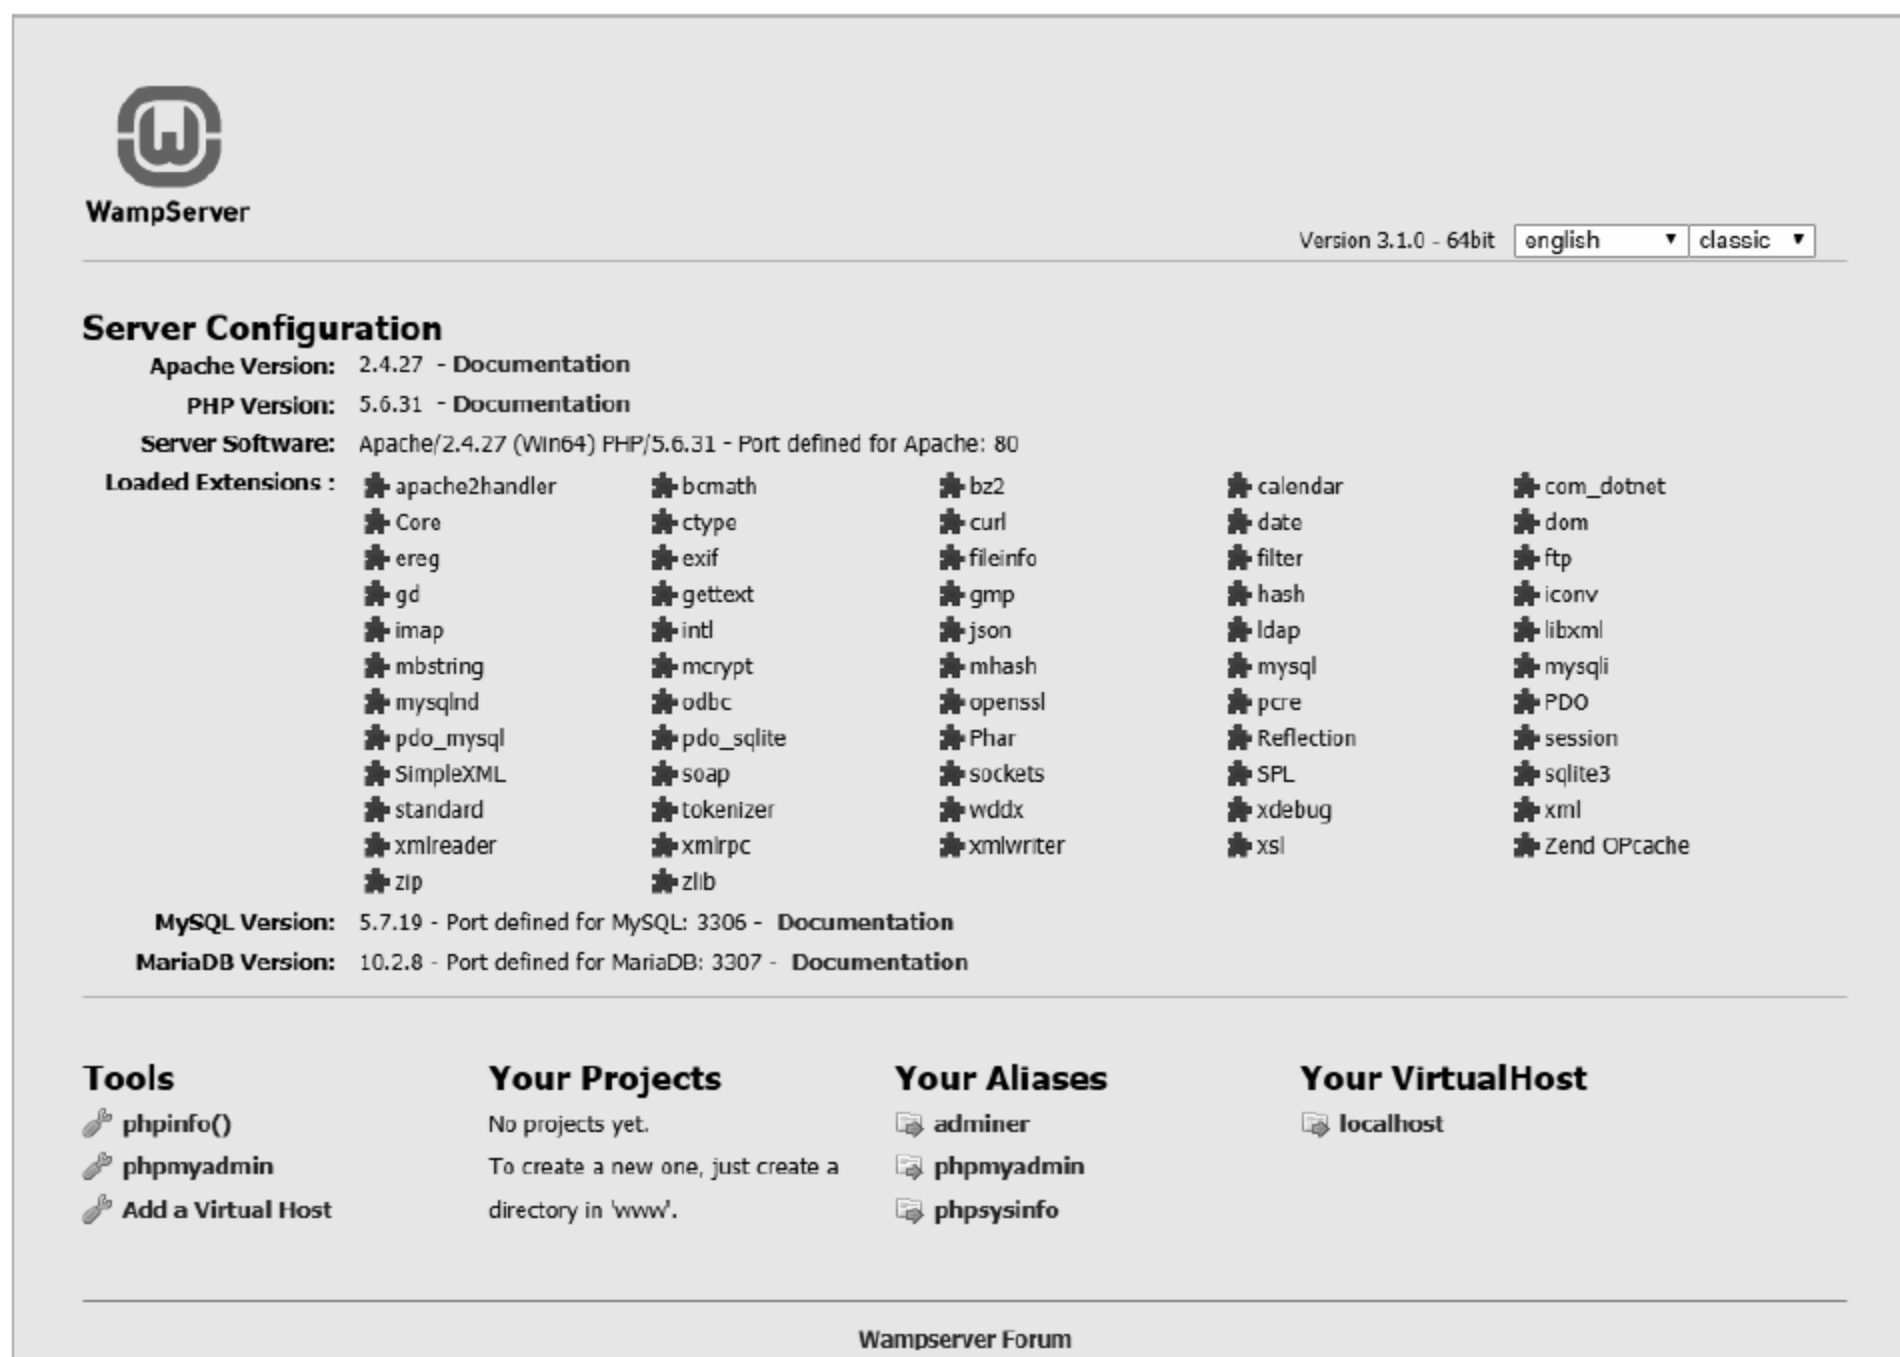 WampServer
Version 3.1.0 - 64bit english classic
Server Configuration
Apache Version: 2.4.27 - Documentation
PHP Version: 5.6.31 - Documentation
Server Software: Apache/2.4.27 (Win64) PHP/5.6.31 - Port defined for Apache: 80
Loaded Extensions : apache2handler bcmath bz2 calendar com_dotnet
Core ctype curl date dom
ereg exif fileinfo filter ftp
gd gettext gmp hash iconv
imap intl json ldap libxml
mbstring mcrypt mhash mysql mysqli
mysqlnd odbc openssl pcre PDO
pdo_mysql pdo_sqlite Phar Reflection session
SimpleXML soap sockets SPL sqlite3
standard tokenizer wddx xdebug xml
xmlreader xmlrpc xmlwriter xsl Zend OPcache
zip zlib
MySQL Version: 5.7.19 - Port defined for MySQL: 3306 - Documentation
MariaDB Version: 10.2.8 - Port defined for MariaDB: 3307 - Documentation
Tools
phpinfo()
phpmyadmin
Add a Virtual Host
Your Projects
No projects yet.
To create a new one, just create a
directory in 'www'.
Your Aliases
adminer
phpmyadmin
phpsysinfo
Your VirtualHost
localhost
Wampserver Forum